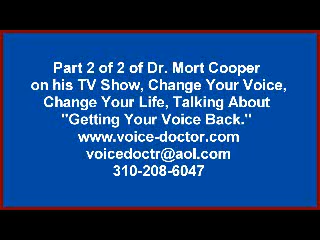 Part 2 of 2 of Dr. Mort Cooper
on his TV Show, Change Your Voice,
Change Your Life, Talking About
"Getting Your Voice Back."
www.voice-doctor.com
voicedoctr@aol.com
310-208-6047